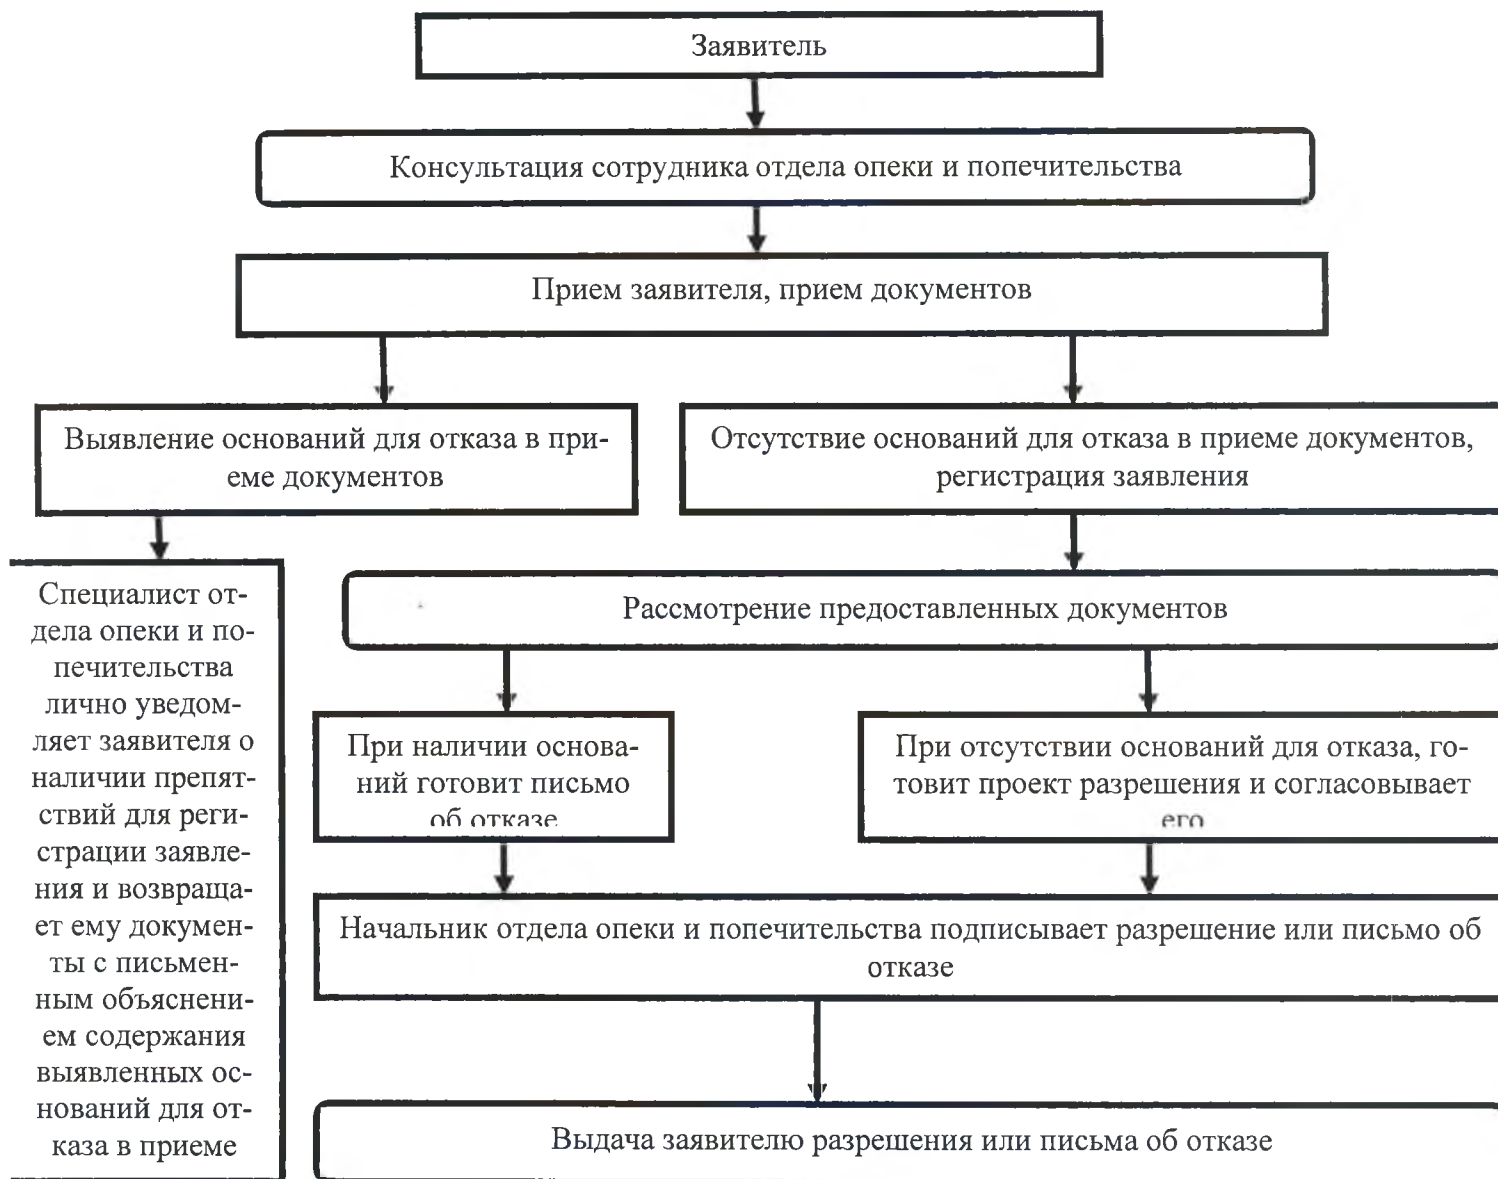 Заявитель
Консультация сотрудника отдела опеки и попечительства
Прием заявителя, прием документов
Выявление оснований для отказа в при-
еме документов
Отсутствие оснований для отказа в приеме документов,
регистрация заявления
Специалист от-
дела опеки и по-
печительства
лично уведом-
ляет заявителя о
наличии препят-
ствий для реги-
страции заявле-
ния и возвраща-
ет ему докумен-
ты с письмен-
ным объяснени-
ем содержания
выявленных ос-
нований для от-
каза в приеме
Рассмотрение предоставленных документов
При наличии основа-
ний готовит письмо
об отказе
При отсутствии оснований для отказа, го-
товит проект разрешения и согласовывает
его
Начальник отдела опеки и попечительства подписывает разрешение или письмо об
отказе
Выдача заявителю разрешения или письма об отказе